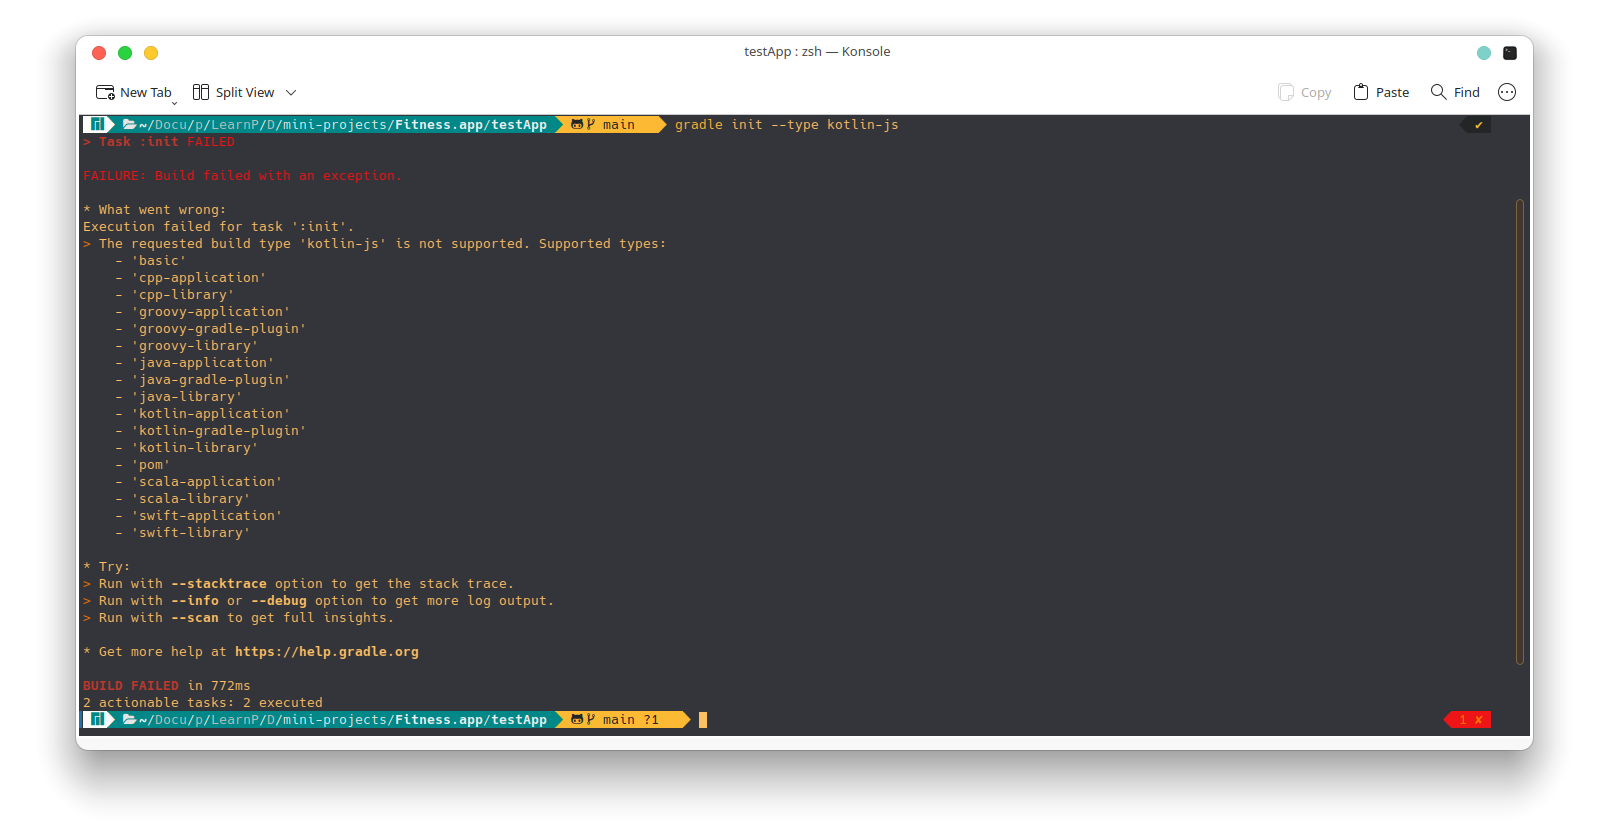 testApp : zsh — Konsole
New Tab Split View Copy Paste Find
~/Docu/p/LearnP/D/mini-projects/Fitness.app/testApp main gradle init --type kotlin-js ✔
> Task :init FAILED
FAILURE: Build failed with an exception.
* What went wrong:
Execution failed for task ':init'.
> The requested build type 'kotlin-js' is not supported. Supported types:
- 'basic'
- 'cpp-application'
- 'cpp-library'
- 'groovy-application'
- 'groovy-gradle-plugin'
- 'groovy-library'
- 'java-application'
- 'java-gradle-plugin'
- 'java-library'
- 'kotlin-application'
- 'kotlin-gradle-plugin'
- 'kotlin-library'
- 'pom'
- 'scala-application'
- 'scala-library'
- 'swift-application'
- 'swift-library'
* Try:
> Run with --stacktrace option to get the stack trace.
> Run with --info or --debug option to get more log output.
> Run with --scan to get full insights.
* Get more help at https://help.gradle.org
BUILD FAILED in 772ms
2 actionable tasks: 2 executed
~/Docu/p/LearnP/D/mini-projects/Fitness.app/testApp main ?1 1 ✘